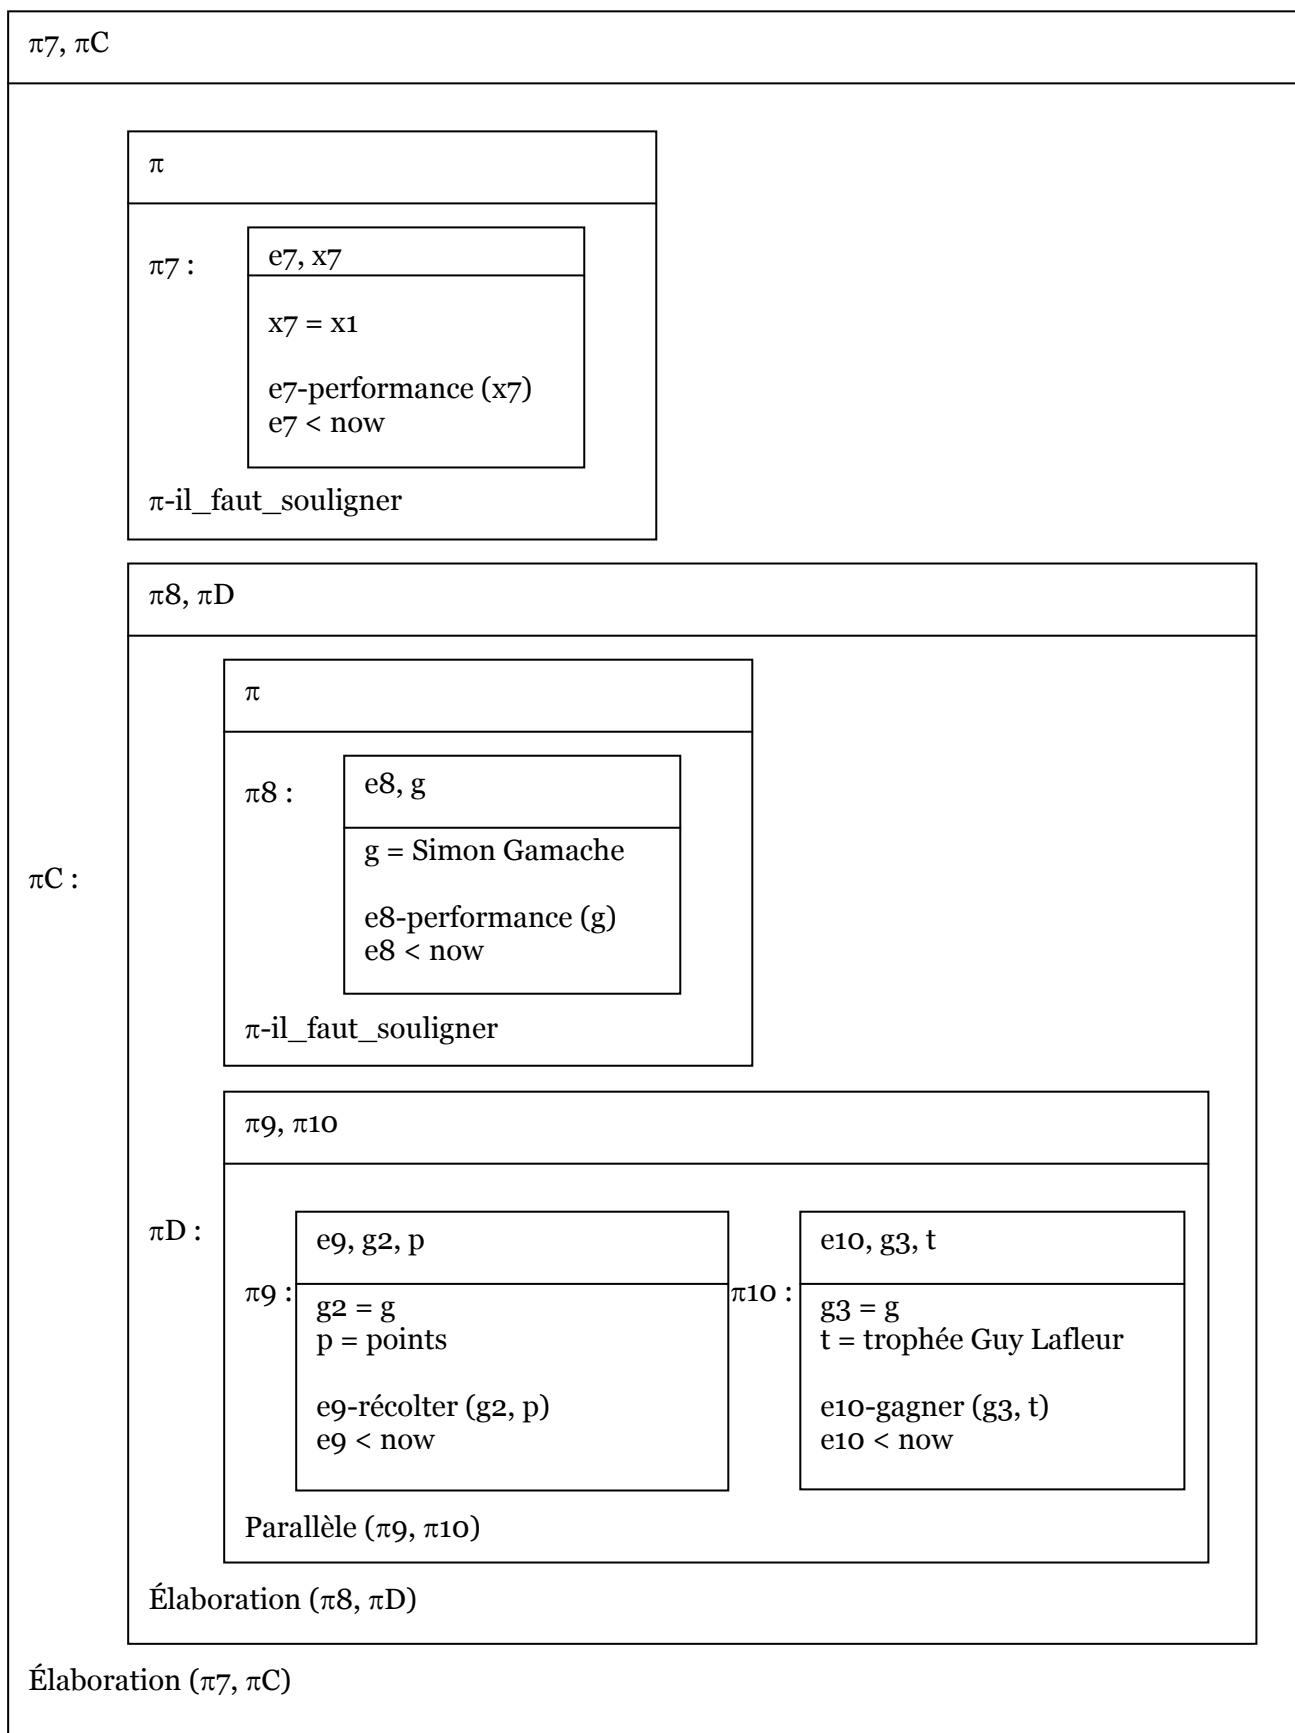 π7, πC
π
π7 :
e7, x7
x7 = x1
e7-performance (x7)
e7 < now
π-il_faut_souligner
πC :
π8, πD
π
π8 :
e8, g
g = Simon Gamache
e8-performance (g)
e8 < now
π-il_faut_souligner
πD :
π9, π10
π9 :
e9, g2, p
g2 = g
p = points
e9-récolter (g2, p)
e9 < now
π10 :
e10, g3, t
g3 = g
t = trophée Guy Lafleur
e10-gagner (g3, t)
e10 < now
Parallèle (π9, π10)
Élaboration (π8, πD)
Élaboration (π7, πC)